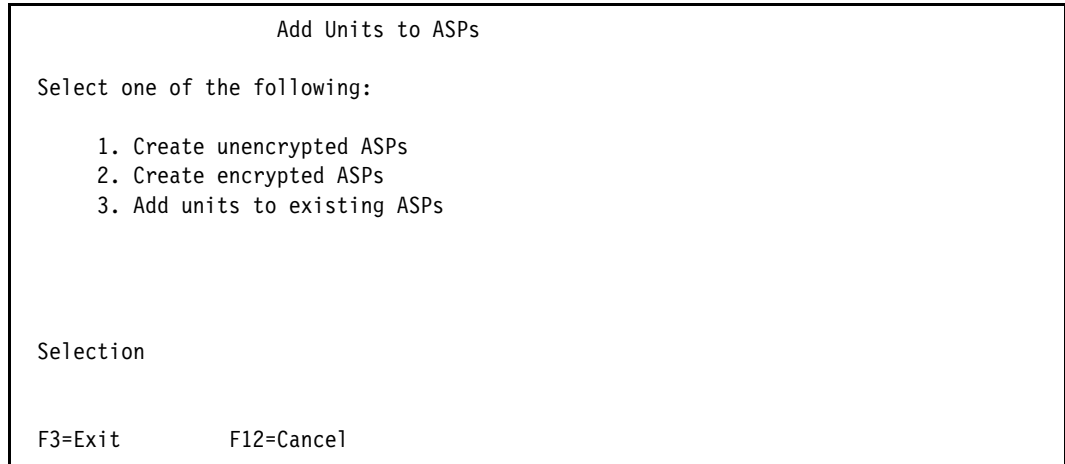 Add Units to ASPs
Select one of the following:
1. Create unencrypted ASPs
2. Create encrypted ASPs
3. Add units to existing ASPs
Selection
F3=Exit F12=Cancel